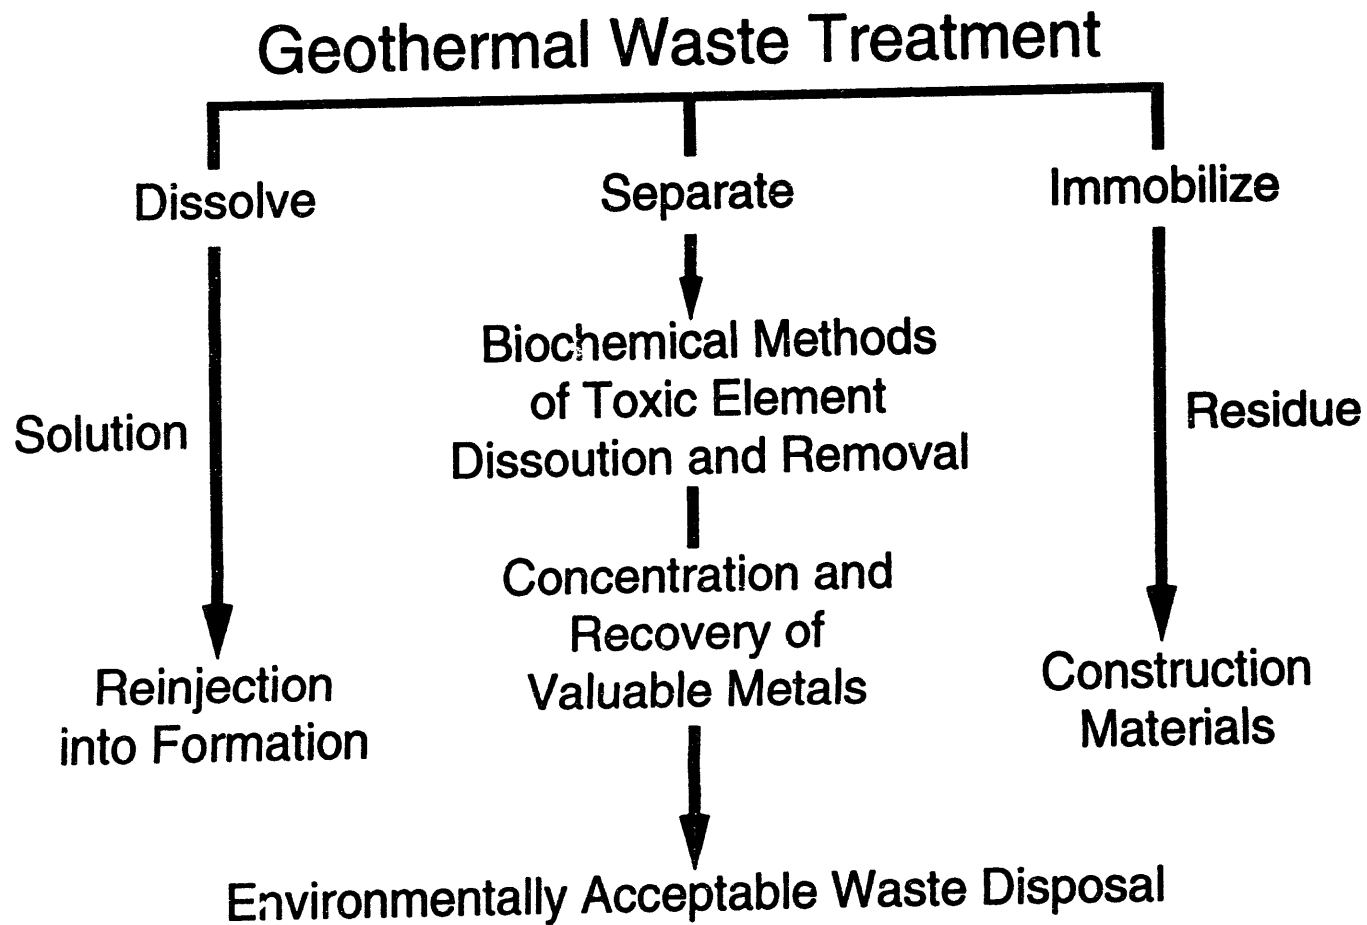 Geothermal Waste Treatment
Dissolve
Separate
Immobilize
Biochemical Methods
of Toxic Element
Dissoution and Removal
Solution
Residue
Concentration and
Recovery of
Valuable Metals
Reinjection
into Formation
Construction
Materials
Environmentally Acceptable Waste Disposal